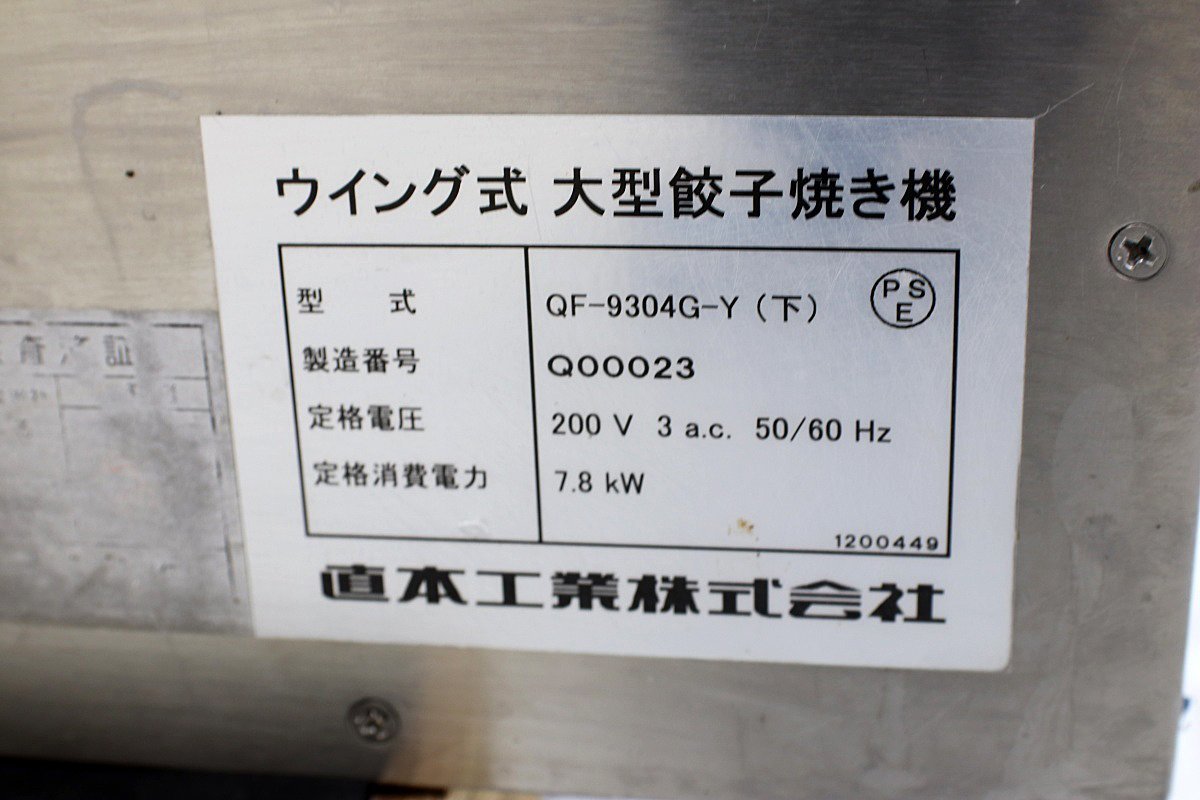 ウイング式 大型餃子焼き機
型 式 QF-9304G-Y (下)
PS
E
製造番号 Q00023
定格電圧 200 V 3 a.c. 50/60 Hz
定格消費電力 7.8 kW
1200449
直本工業株式会社